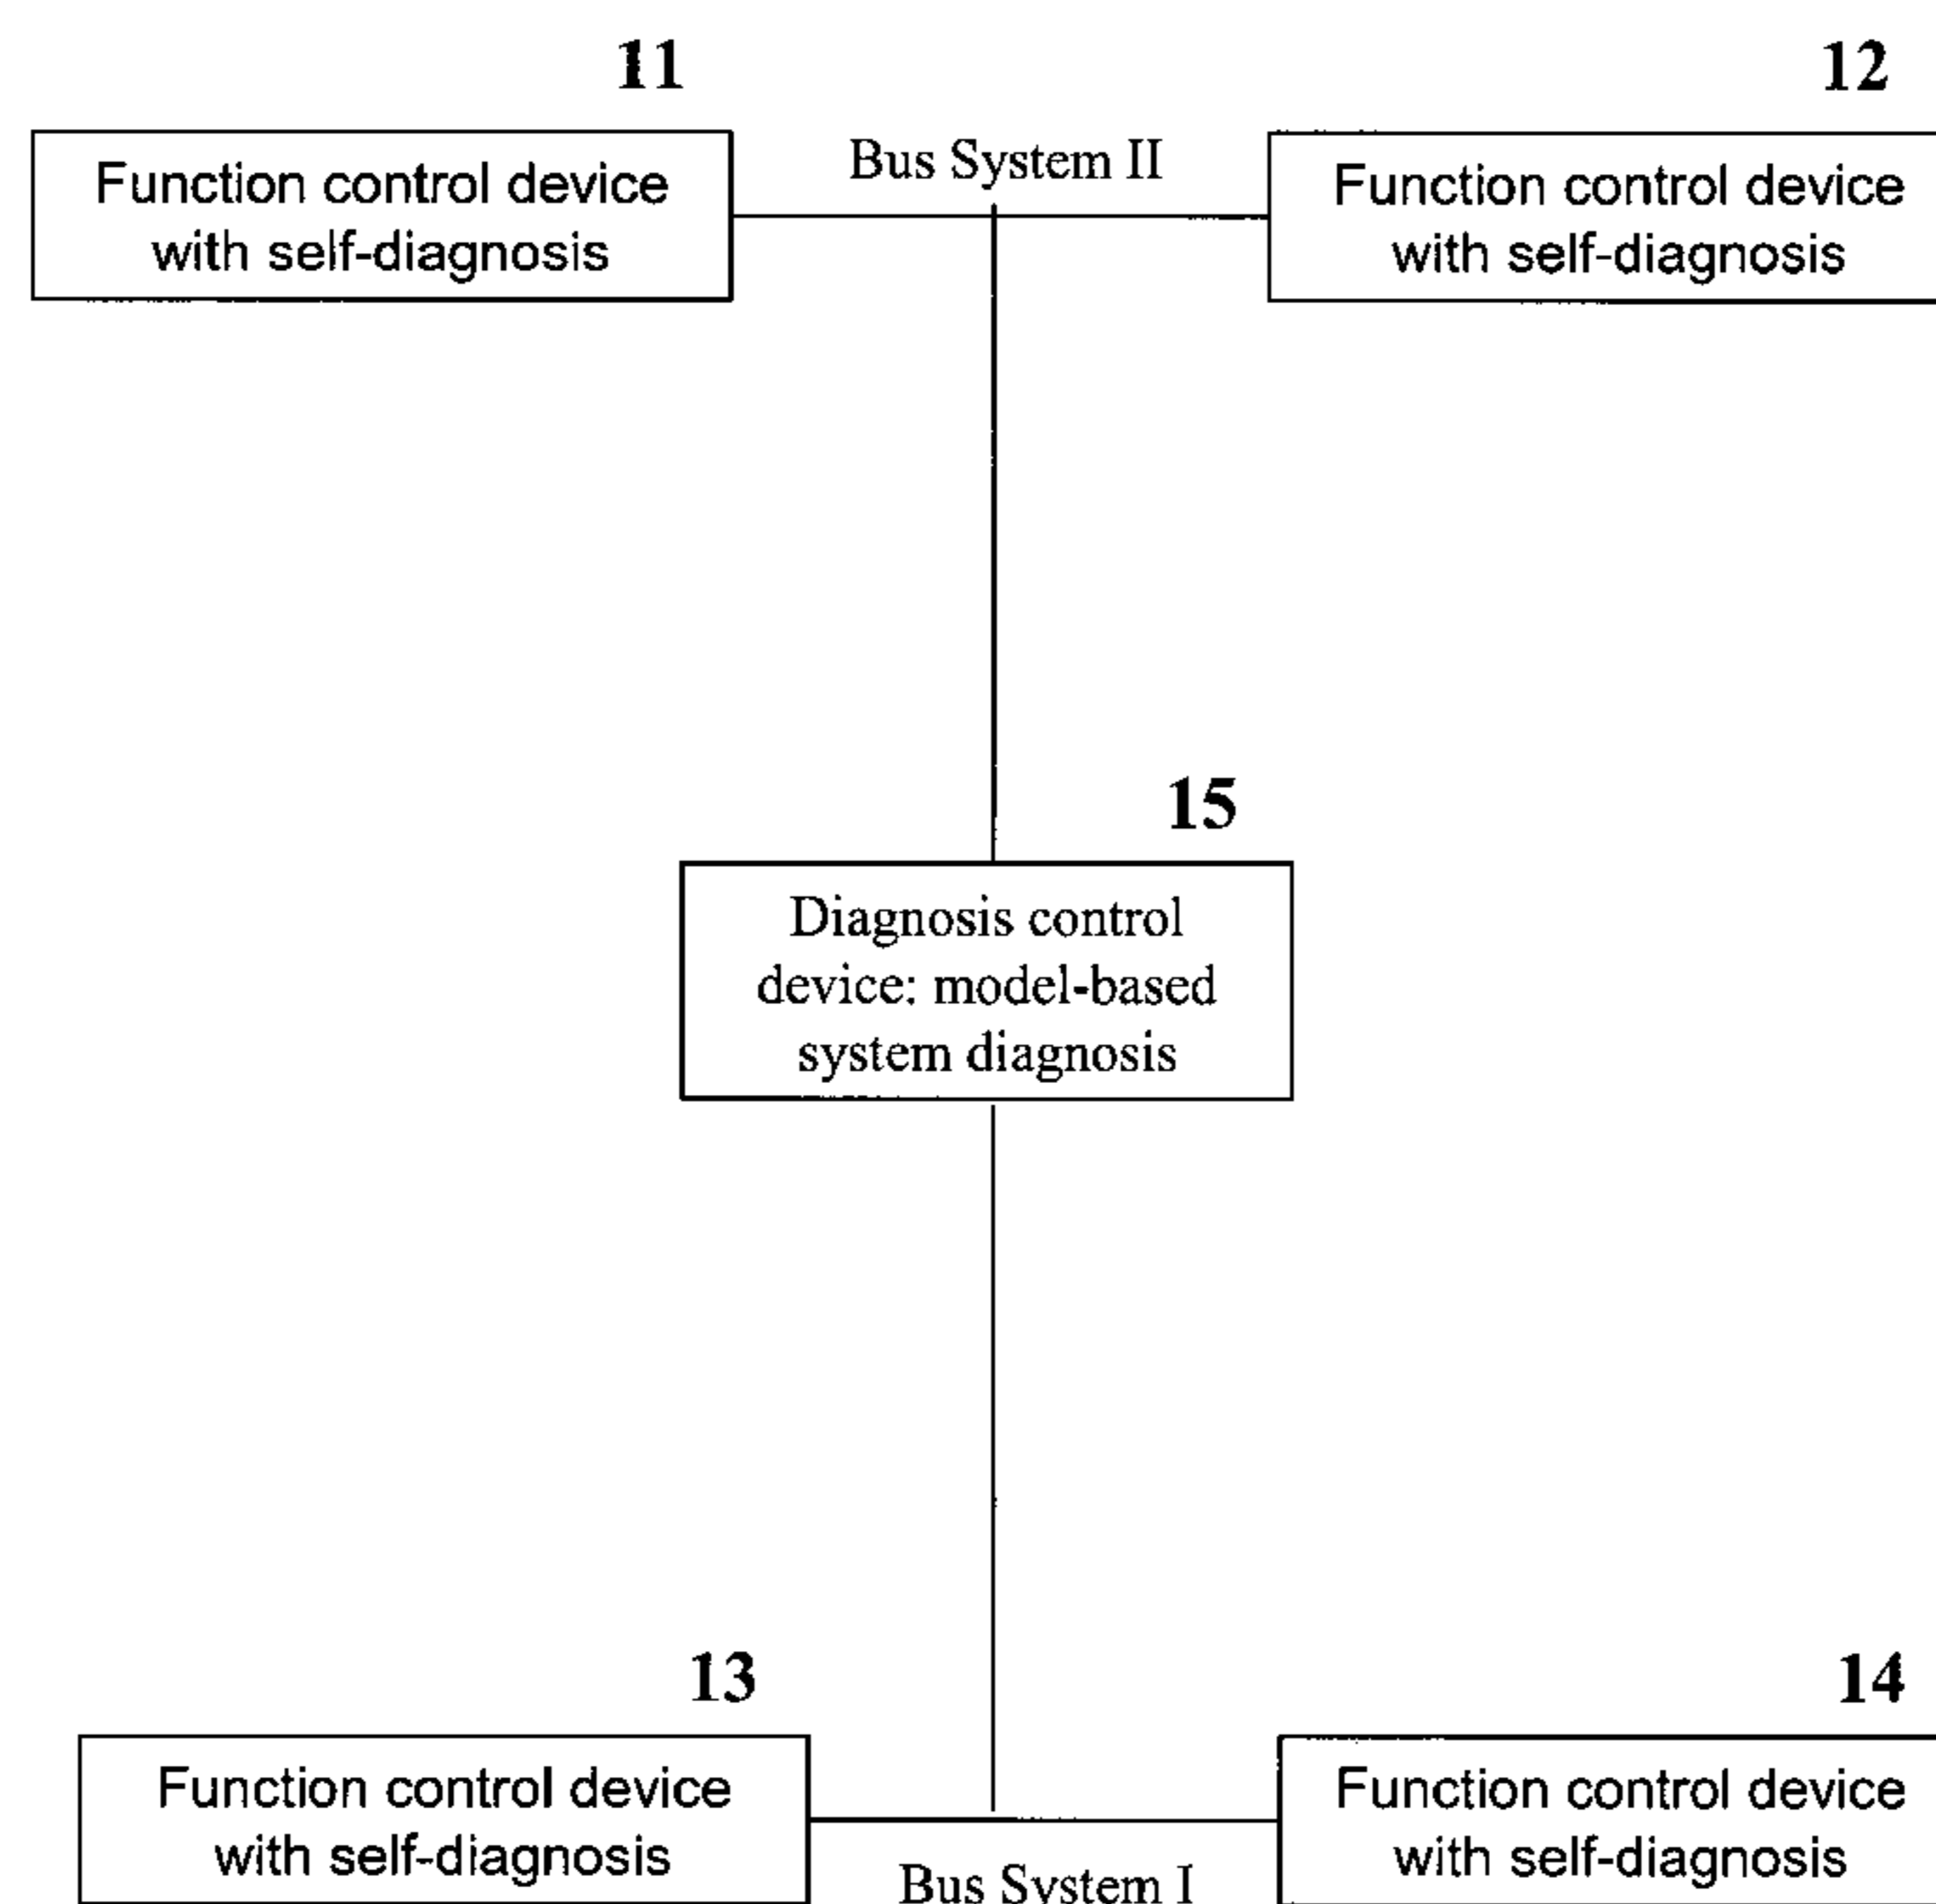 11
12
Function control device
with self-diagnosis
Bus System II
Function control device
with self-diagnosis
15
Diagnosis control
device: model-based
system diagnosis
13
14
Function control device
with self-diagnosis
Bus System I
Function control device
with self-diagnosis